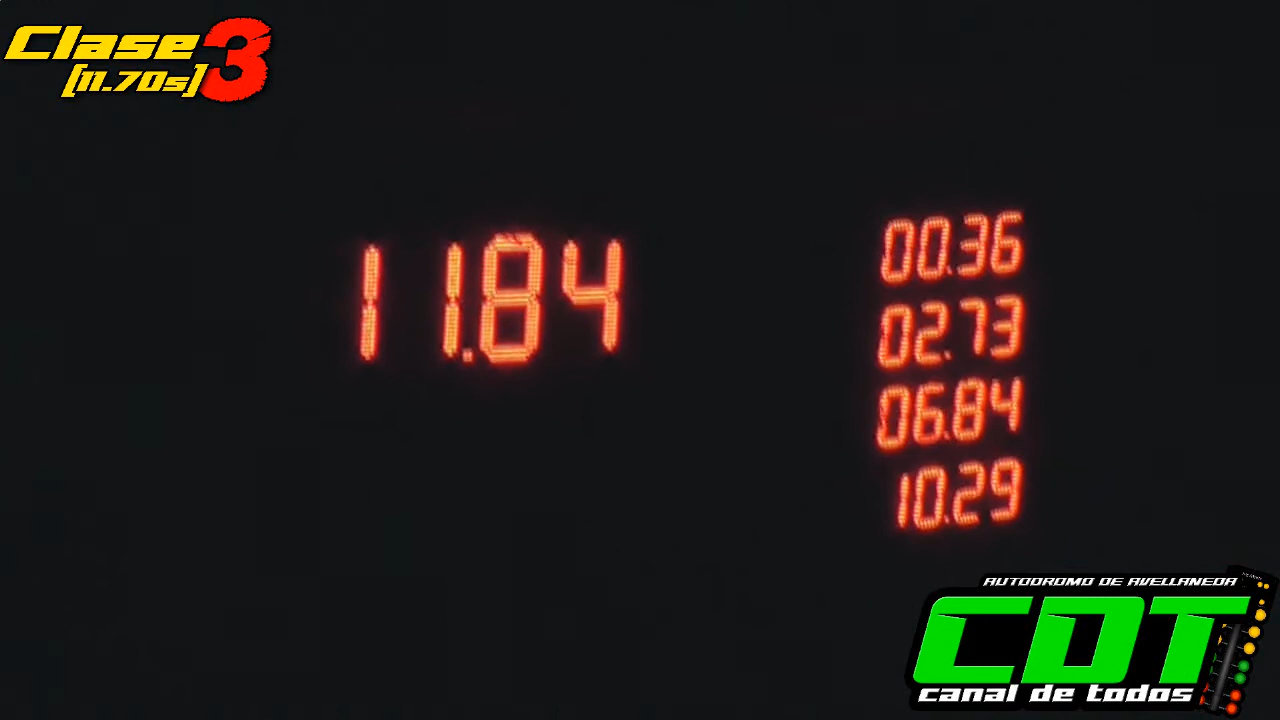 Clase 3
[11.70s]
11.84
00.36
02.73
06.84
10.29
AUTODROMO DE AVELLANEDA
CDT
canal de todos